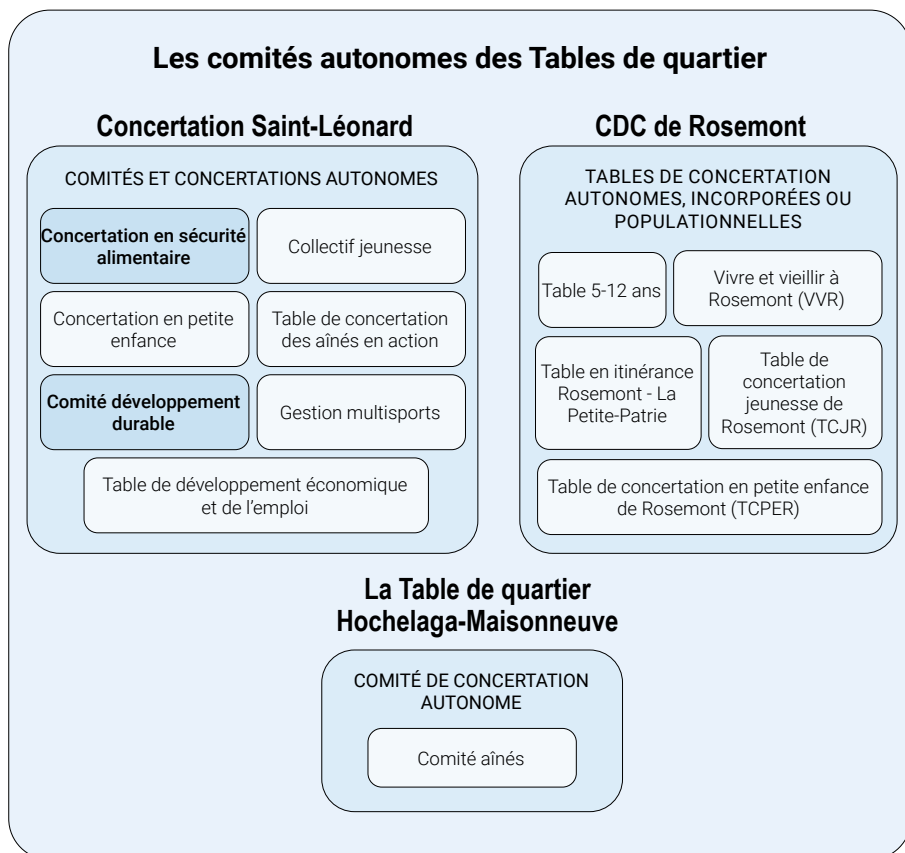 Les comités autonomes des Tables de quartier
Concertation Saint-Léonard
COMITÉS ET CONCERTATIONS AUTONOMES
Concertation en sécurité
alimentaire
Collectif jeunesse
Concertation en petite
enfance
Table de concertation
des aînés en action
Comité développement
durable
Gestion multisports
Table de développement économique
et de l'emploi
CDC de Rosemont
TABLES DE CONCERTATION
AUTONOMES, INCORPORÉES OU
POPULATIONNELLES
Table 5-12 ans
Vivre et vieillir à
Rosemont (VVR)
Table en itinérance
Rosemont - La
Petite-Patrie
Table de
concertation
jeunesse de
Rosemont (TCJR)
Table de concertation en petite enfance
de Rosemont (TCPER)
La Table de quartier
Hochelaga-Maisonneuve
COMITÉ DE CONCERTATION
AUTONOME
Comité aînés